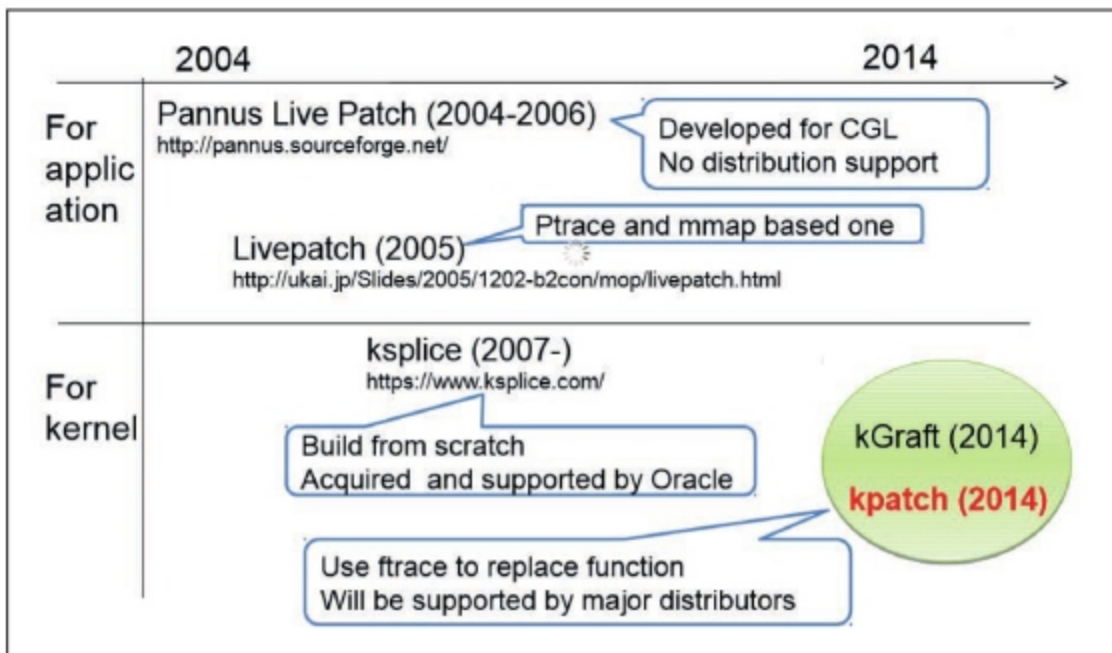 2004
2014
For
applic
ation
Pannus Live Patch (2004-2006)
http://pannus.sourceforge.net/
Developed for CGL
No distribution support
Ptrace and mmap based one
Livepatch (2005)
http://ukai.jp/Slides/2005/1202-b2con/mop/livepatch.html
For
kernel
ksplice (2007-)
https://www.ksplice.com/
Build from scratch
Acquired and supported by Oracle
kGraft (2014)
kpatch (2014)
Use ftrace to replace function
Will be supported by major distributors